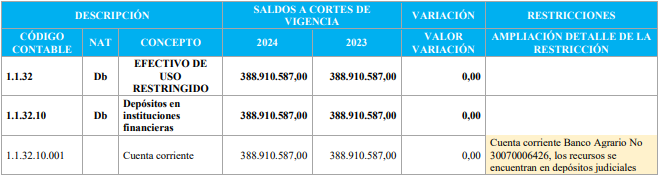 DESCRIPCIÓN
SALDOS A CORTES DE
VIGENCIA
VARIACIÓN
RESTRICCIONES
CÓDIGO
CONTABLE
NAT
CONCEPTO
2024
2023
VALOR
VARIACIÓN
AMPLIACIÓN DETALLE DE LA
RESTRICCIÓN
1.1.32
Db
EFECTIVO DE
USO
RESTRINGIDO
388.910.587,00
388.910.587,00
0,00
1.1.32.10
Db
Depósitos en
instituciones
financieras
388.910.587,00
388.910.587,00
0,00
1.1.32.10.001
Cuenta corriente
388.910.587,00
388.910.587,00
0,00
Cuenta corriente Banco Agrario No
30070006426, los recursos se
encuentran en depósitos judiciales